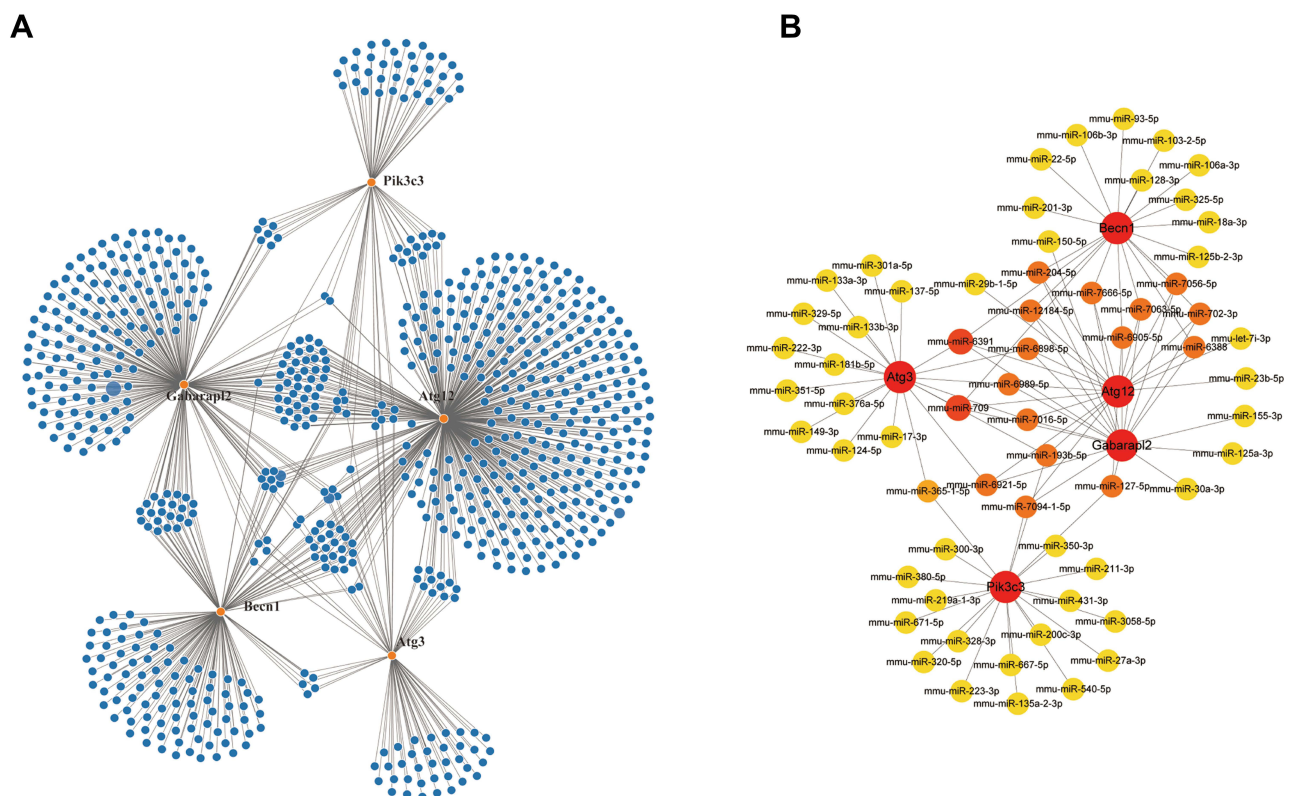 A
B
Pik3c3
Gabarapl2
Atg12
Becn1
Atg3
mmu-miR-93-5p
mmu-miR-106b-3p
mmu-miR-103-2-5p
mmu-miR-22-5p
mmu-miR-106a-3p
mmu-miR-128-3p
mmu-miR-325-5p
mmu-miR-201-3p
mmu-miR-18a-3p
Becn1
mmu-miR-150-5p
mmu-miR-125b-2-3p
mmu-miR-301a-5p
mmu-miR-204-5p
mmu-miR-133a-3p
mmu-miR-137-5p
mmu-miR-29b-1-5p
mmu-miR-7056-5p
mmu-miR-7666-5p
mmu-miR-329-5p
mmu-miR-12184-5p
mmu-miR-7063-5p
mmu-miR-702-3p
mmu-miR-133b-3p
mmu-miR-6905-5p
mmu-let-7i-3p
mmu-miR-222-3p
mmu-miR-6391
mmu-miR-6898-5p
mmu-miR-6388
mmu-miR-181b-5p
Atg3
mmu-miR-23b-5p
mmu-miR-351-5p
mmu-miR-6989-5p
Atg12
mmu-miR-376a-5p
mmu-miR-709
mmu-miR-155-3p
mmu-miR-7016-5p
mmu-miR-149-3p
mmu-miR-17-3p
Gabarapl2
mmu-miR-124-5p
mmu-miR-193b-5p
mmu-miR-125a-3p
mmu-miR-365-1-5p
mmu-miR-6921-5p
mmu-miR-127-5p
mmu-miR-30a-3p
mmu-miR-7094-1-5p
mmu-miR-300-3p
mmu-miR-350-3p
mmu-miR-380-5p
mmu-miR-211-3p
Pik3c3
mmu-miR-219a-1-3p
mmu-miR-431-3p
mmu-miR-671-5p
mmu-miR-3058-5p
mmu-miR-328-3p
mmu-miR-200c-3p
mmu-miR-320-5p
mmu-miR-667-5p
mmu-miR-27a-3p
mmu-miR-223-3p
mmu-miR-540-5p
mmu-miR-135a-2-3p